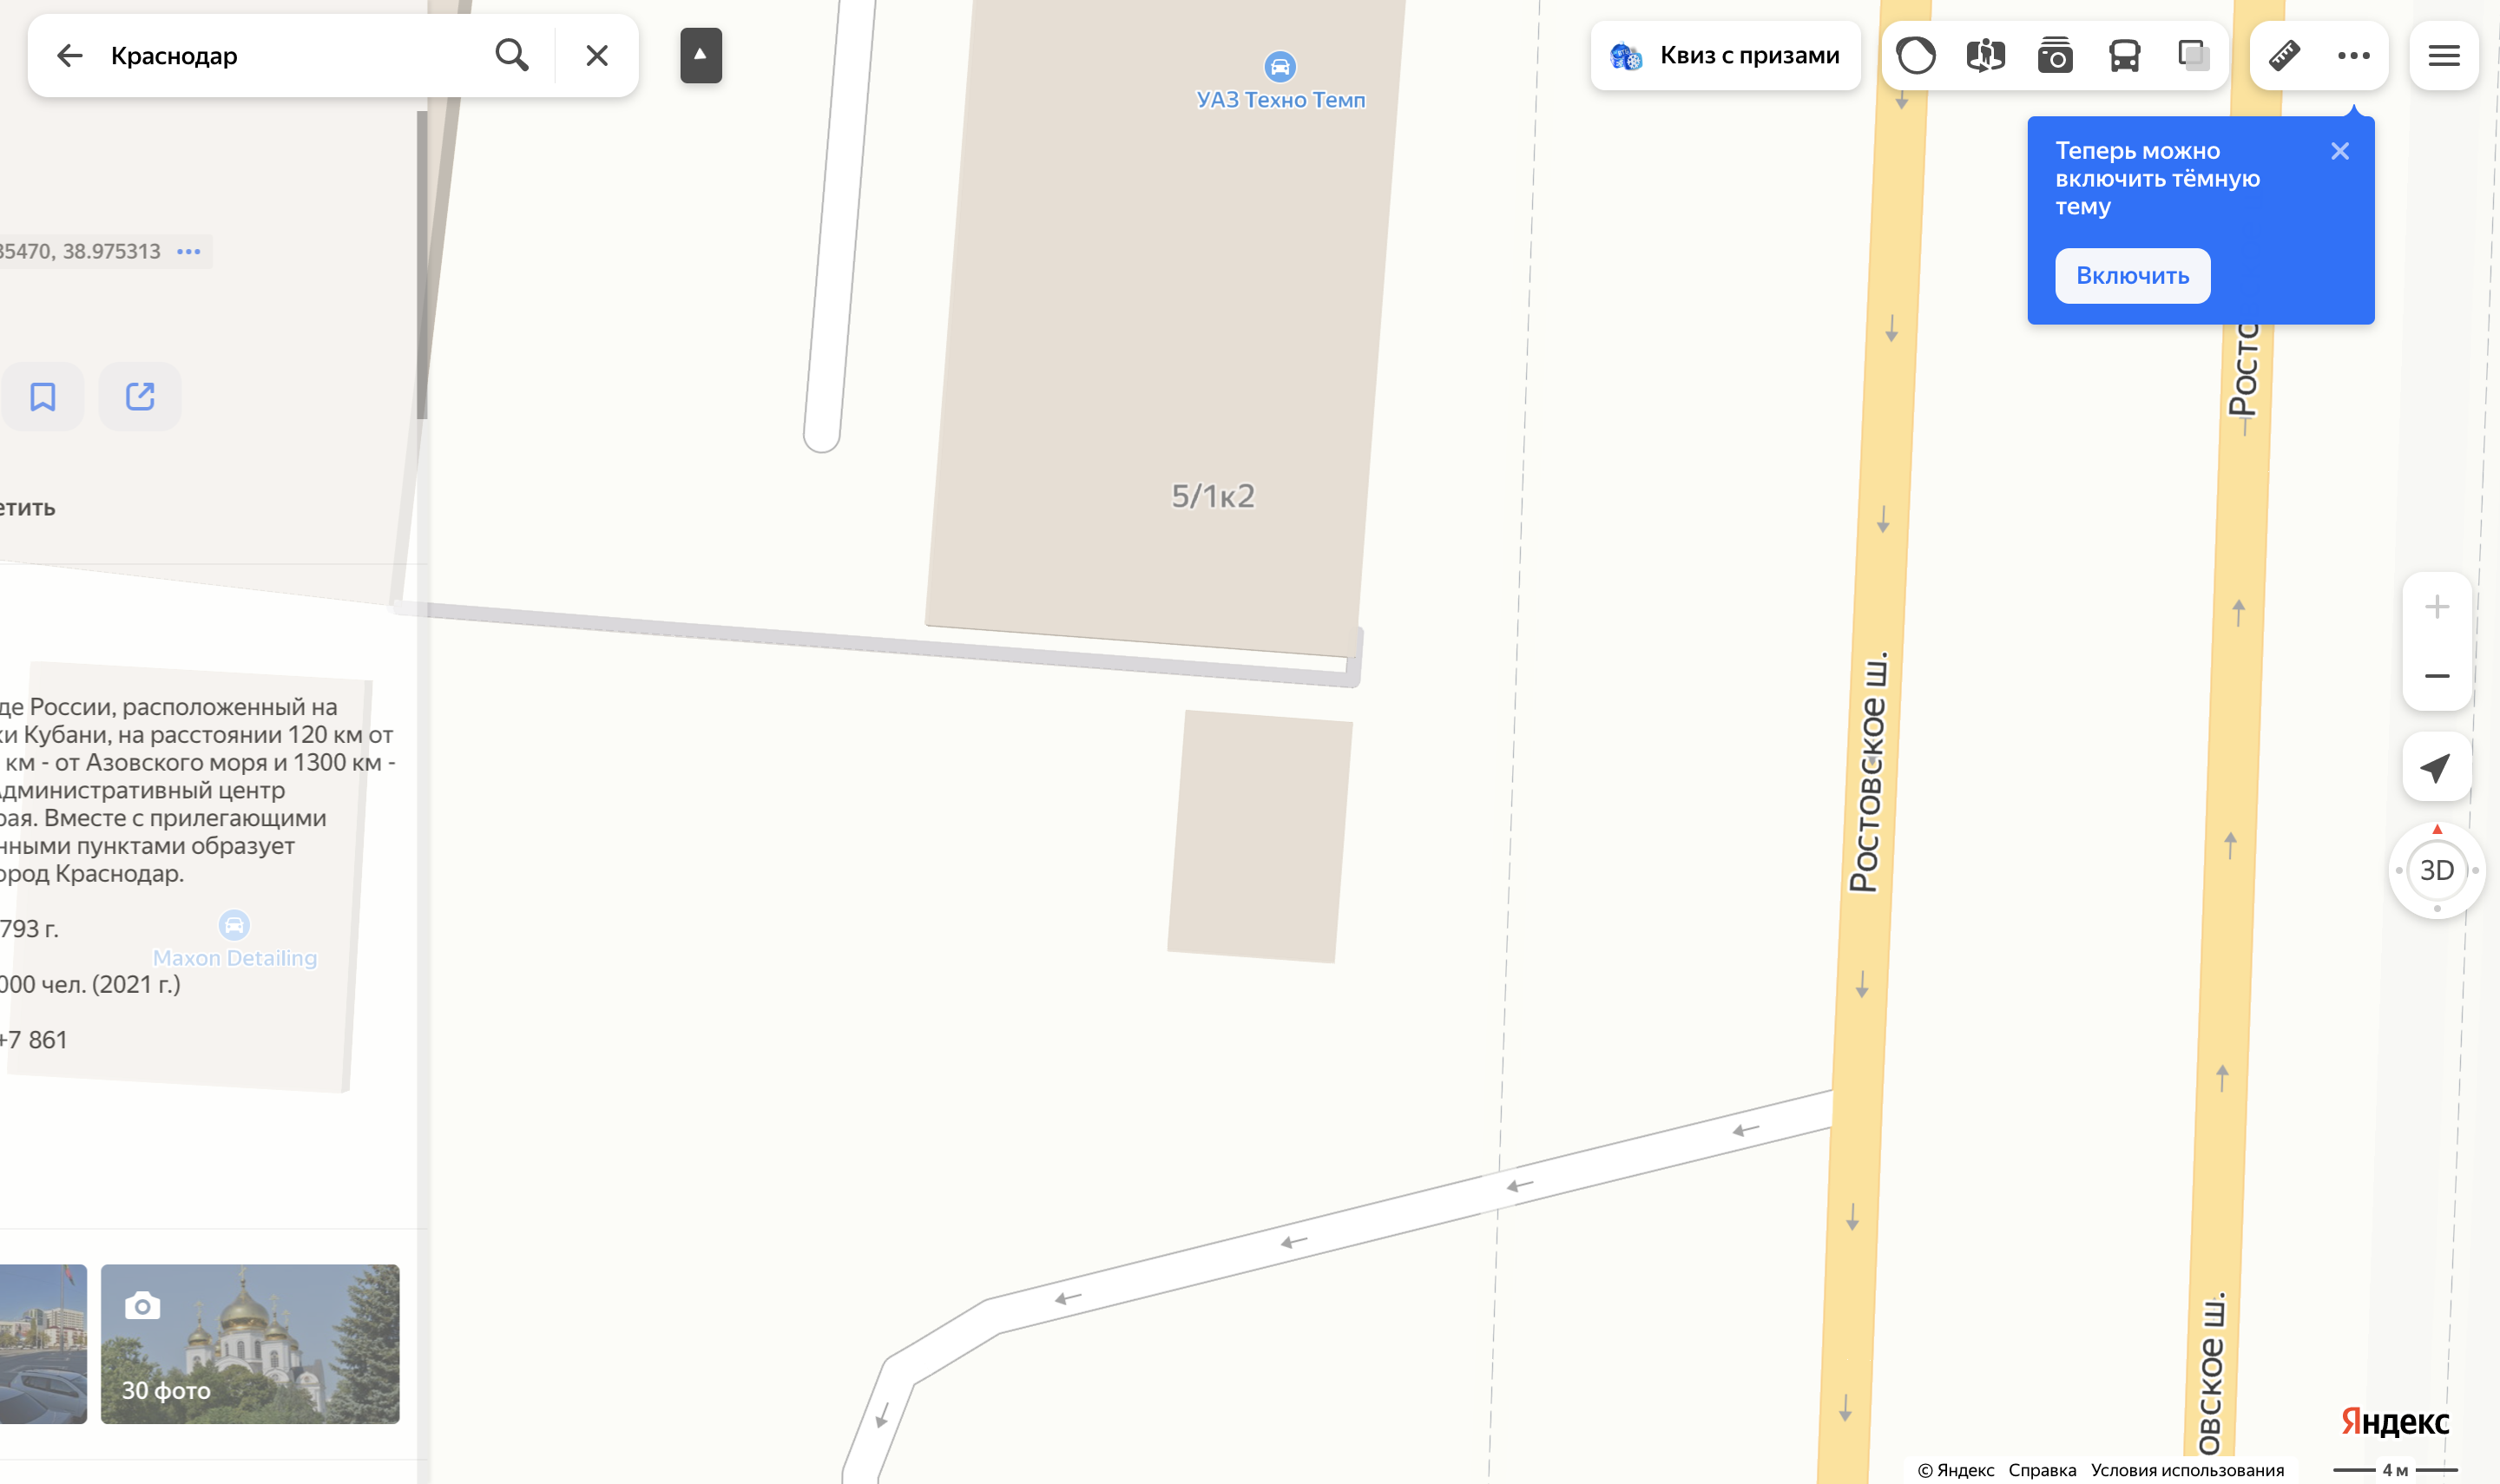 Краснодар
Квиз с призами
УАЗ Техно Темп
Теперь можно
включить тёмную
тему
Включить
35470, 38.975313
5/1к2
Ростовское ш.
3D
де России, расположенный на
ки Кубани, на расстоянии 120 км от
км - от Азовского моря и 1300 км -
Административный центр
рая. Вместе с прилегающими
нными пунктами образует
ород Краснодар.
793 г.
Maxon Detailing
000 чел. (2021 г.)
+7 861
30 фото
Росто
етить
овское ш.
Яндекс
© Яндекс Справка Условия использования 4 м